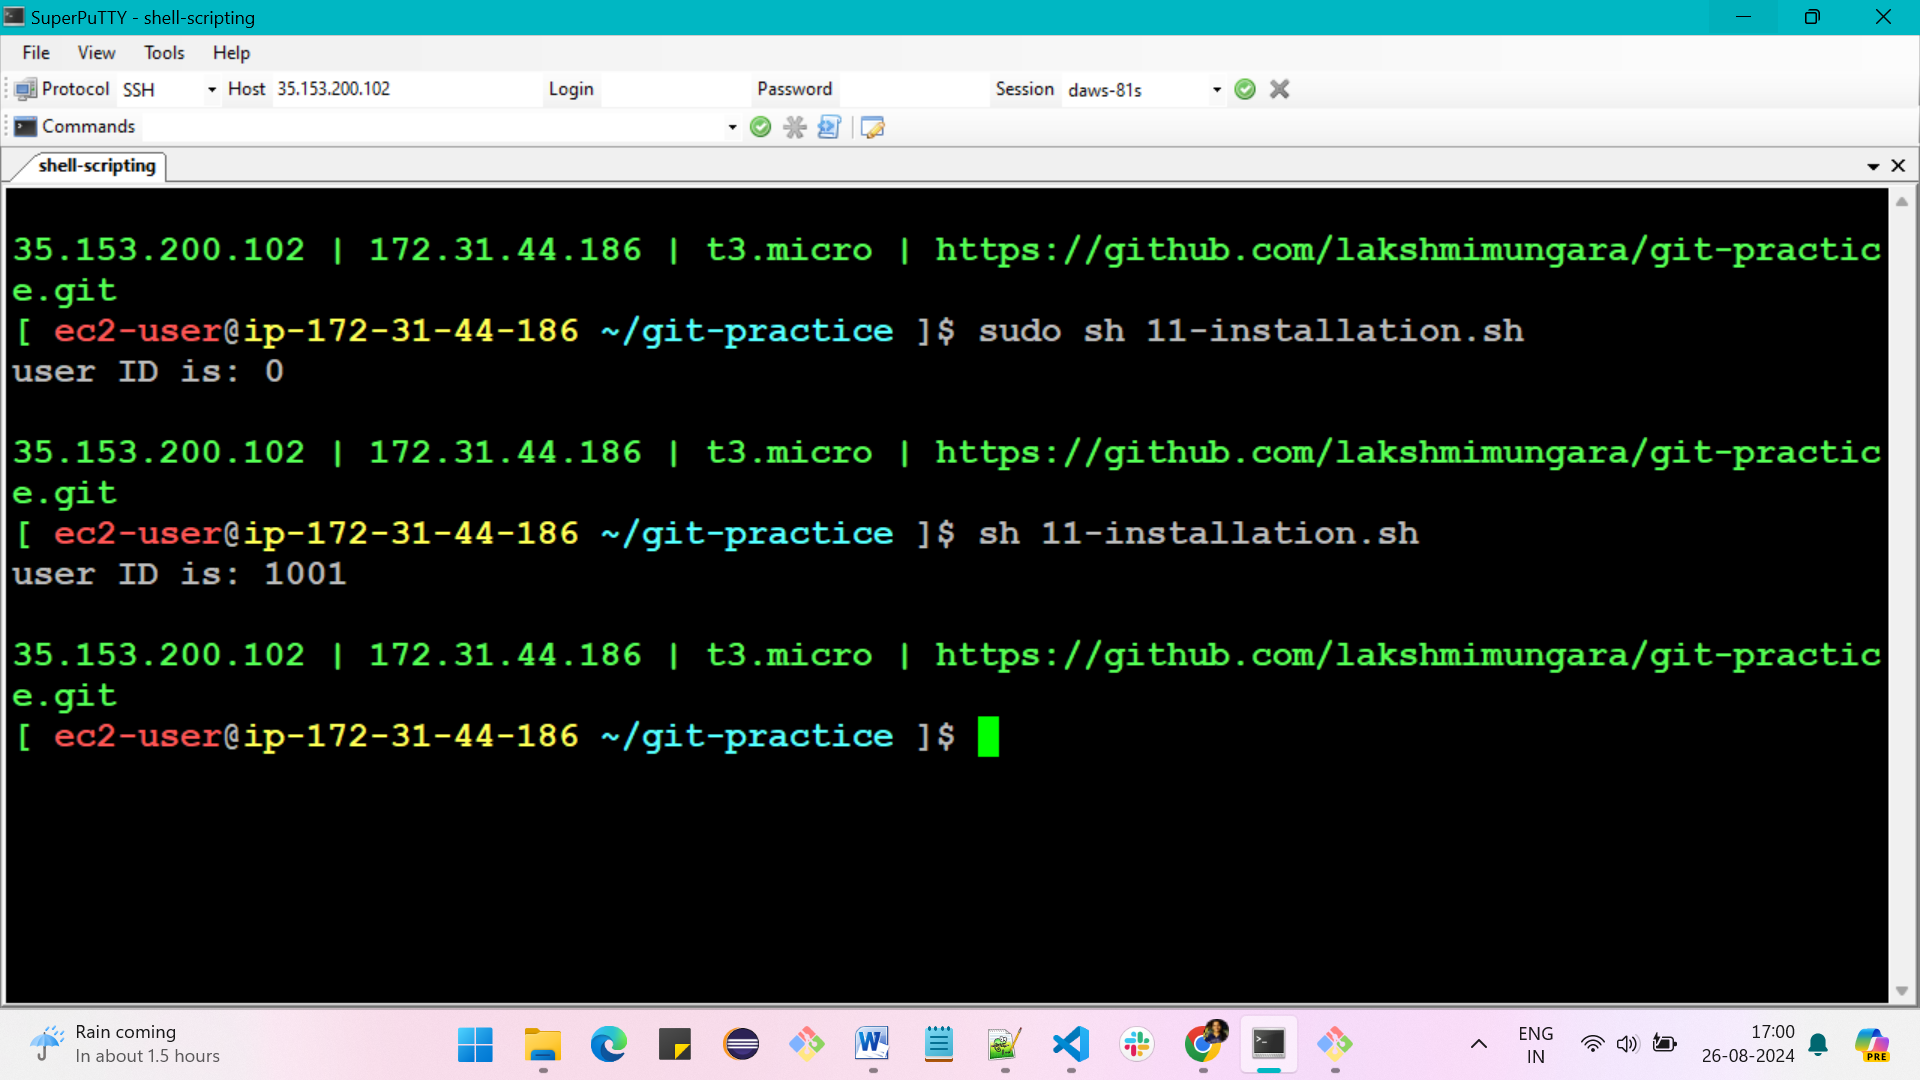 SuperPuTTY - shell-scripting
File View Tools Help
Protocol SSH Host 35.153.200.102 Login Password Session daws-81s
Commands
shell-scripting
35.153.200.102 | 172.31.44.186 | t3.micro | https://github.com/lakshmimungara/git-practic
e.git
[ ec2-user@ip-172-31-44-186 ~/git-practice ]$ sudo sh 11-installation.sh
user ID is: 0
35.153.200.102 | 172.31.44.186 | t3.micro | https://github.com/lakshmimungara/git-practic
e.git
[ ec2-user@ip-172-31-44-186 ~/git-practice ]$ sh 11-installation.sh
user ID is: 1001
35.153.200.102 | 172.31.44.186 | t3.micro | https://github.com/lakshmimungara/git-practic
e.git
[ ec2-user@ip-172-31-44-186 ~/git-practice ]$
Rain coming
In about 1.5 hours
ENG
IN
17:00
26-08-2024
PRE